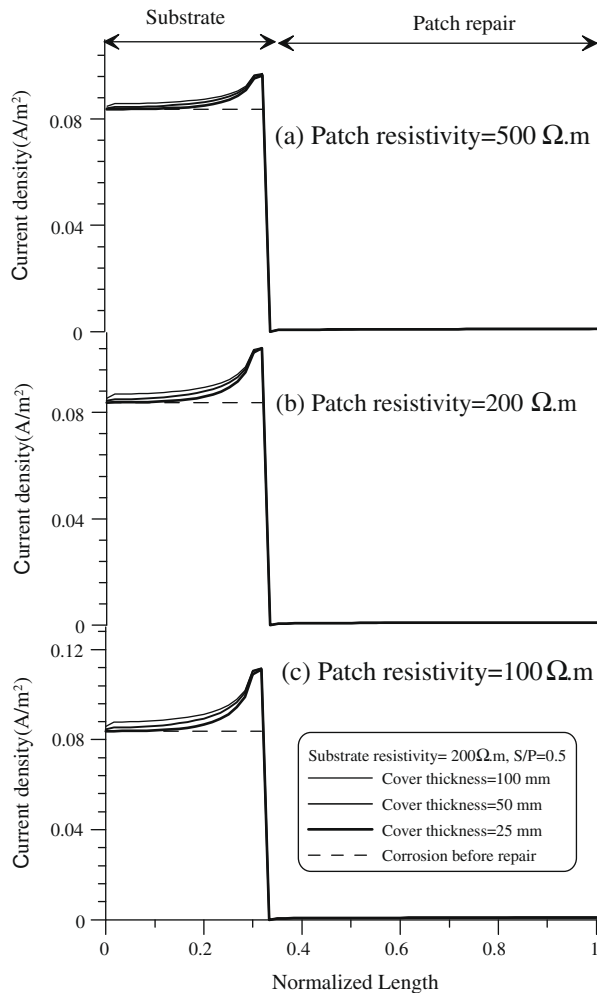 Substrate
Patch repair
Current density(A/m²)
0.08
0.04
0
(a) Patch resistivity=500 Ω.m
Current density(A/m²)
0.08
0.04
0
(b) Patch resistivity=200 Ω.m
Current density(A/m²)
0.12
0.08
0.04
0
(c) Patch resistivity=100Ω.m
Substrate resistivity= 200Ω.m, S/P=0.5
Cover thickness=100 mm
Cover thickness=50 mm
Cover thickness=25 mm
Corrosion before repair
0 0.2 0.4 0.6 0.8 1
Normalized Length